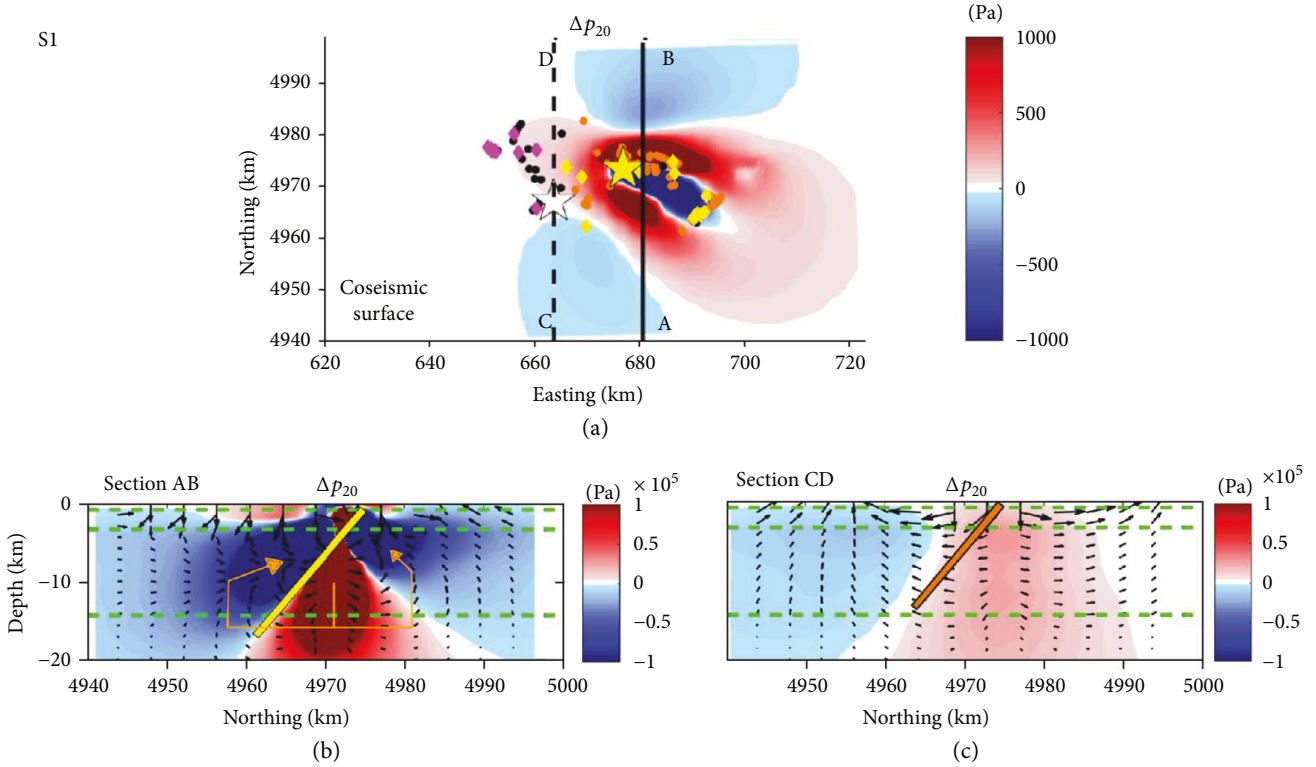 S1
Δp20
(Pa)
D
B
4990
4980
4970
4960
4950
4940
Northing (km)
Coseismic
surface
C
A
620
640
660
680
700
720
Easting (km)
1000
500
0
−500
−1000
(a)
Section AB
Δp20
(Pa)
× 10^5
0
−10
−20
Depth (km)
4940
4950
4960
4970
4980
4990
5000
Northing (km)
1
0.5
0
−0.5
−1
(b)
Section CD
Δp20
(Pa)
×10^5
4950
4960
4970
4980
4990
5000
Northing (km)
1
0.5
0
−0.5
−1
(c)